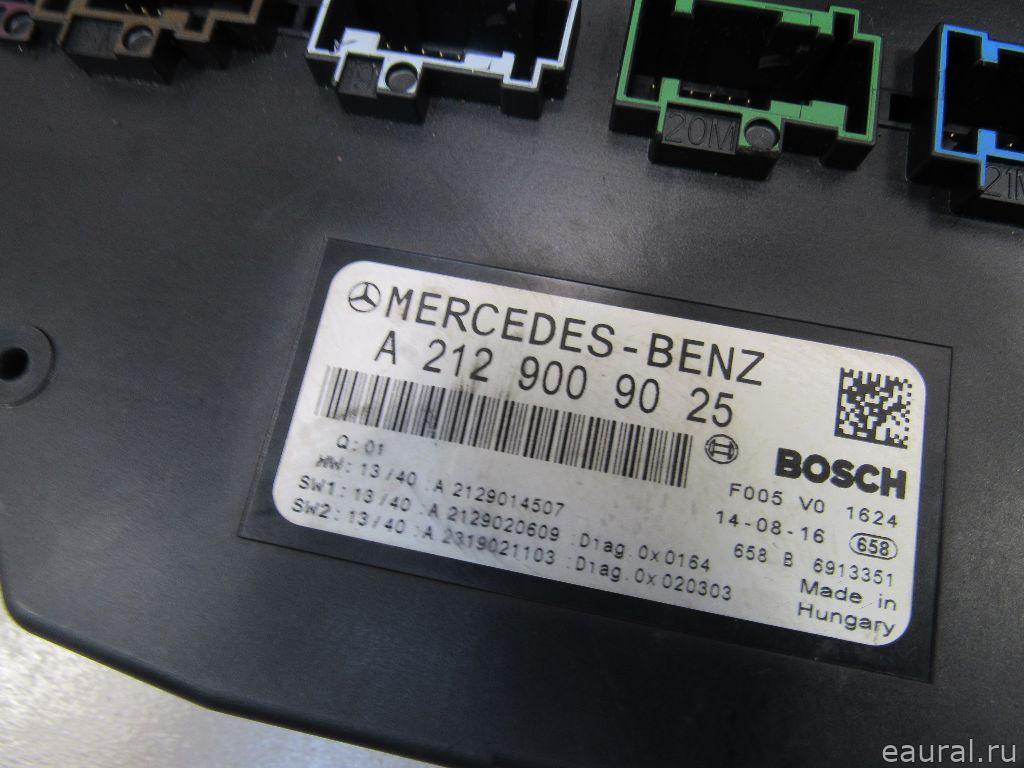 20M
21M
MERCEDES-BENZ
A 212 900 90 25
Q: 01
HW: 13/40 A 2129014507
SW1: 13/40 A 2129020609 Diag. 0x0164
SW2: 13/40 A 2319021103 Diag. 0x020303
BOSCH
F005 V0 1624
14-08-16 658
658 B 6913351
Made in
Hungary
eaural.ru